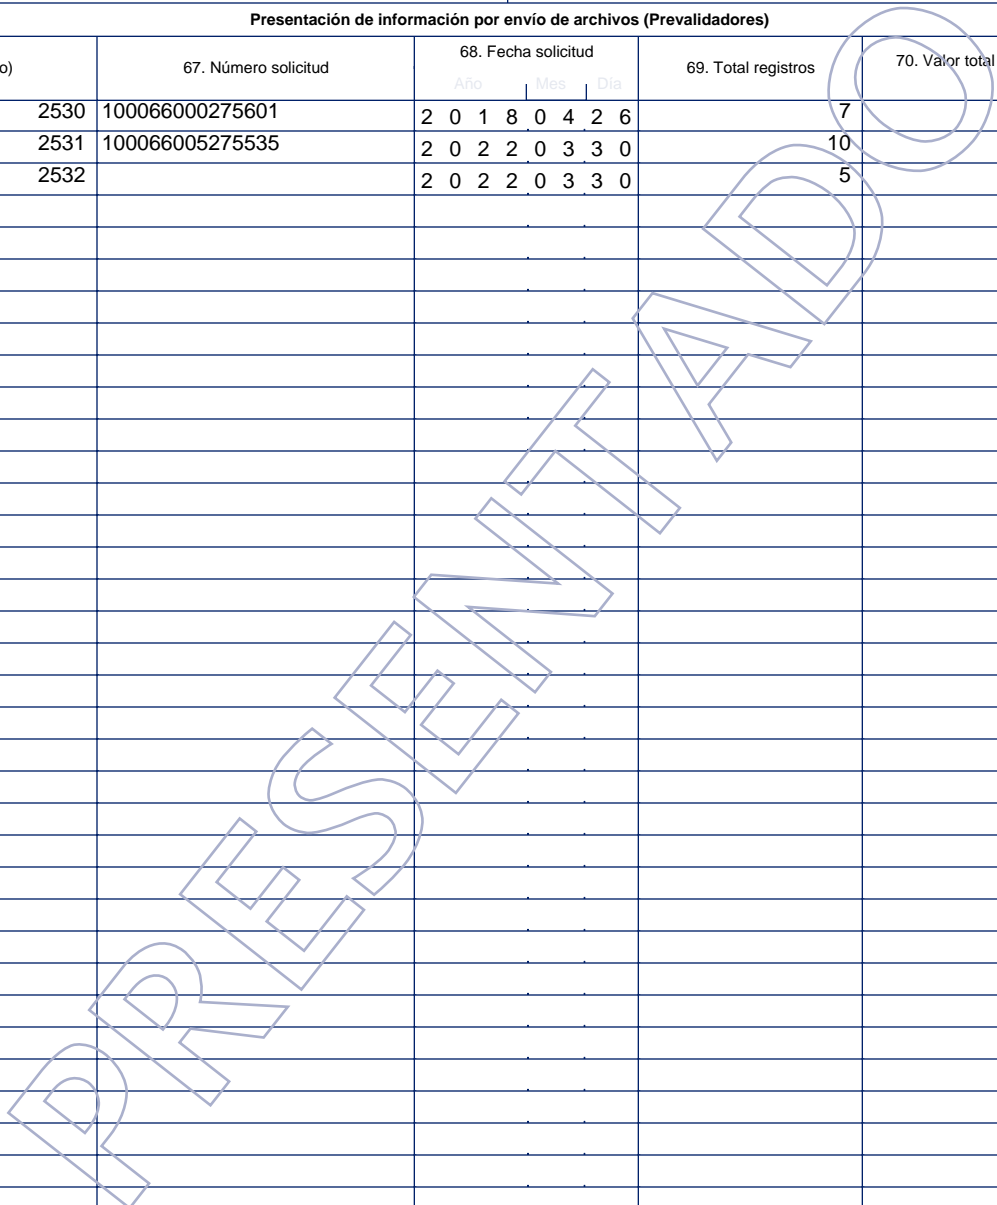 Presentación de información por envío de archivos (Prevalidadores)
o) 67. Número solicitud 68. Fecha solicitud 69. Total registros 70. Valor total
Año Mes Día
2530 100066000275601 2 0 1 8 0 4 2 6 7
2531 100066005275535 2 0 2 2 0 3 3 0 10
2532 2 0 2 2 0 3 3 0 5
PRESENTADO